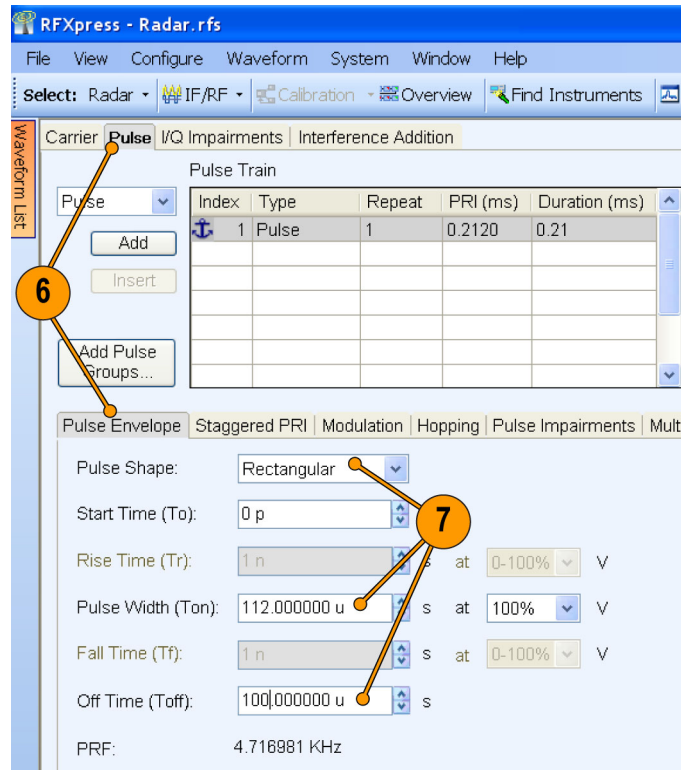 RFXpress - Radar.rfs
File View Configure Waveform System Window Help
Select: Radar IF/RF Calibration Overview Find Instruments
Waveform List
Carrier Pulse I/Q Impairments Interference Addition
Pulse Train
Pulse
Index Type Repeat PRI (ms) Duration (ms)
1 Pulse 1 0.2120 0.21
Add
Insert
6
Add Pulse Groups...
Pulse Envelope Staggered PRI Modulation Hopping Pulse Impairments Mult
Pulse Shape: Rectangular
Start Time (To): 0 p
7
Rise Time (Tr): 1 n s at 0-100% V
Pulse Width (Ton): 112.000000 u s at 100% V
Fall Time (Tf): 1 n s at 0-100% V
Off Time (Toff): 100.000000 u s
PRF: 4.716981 KHz